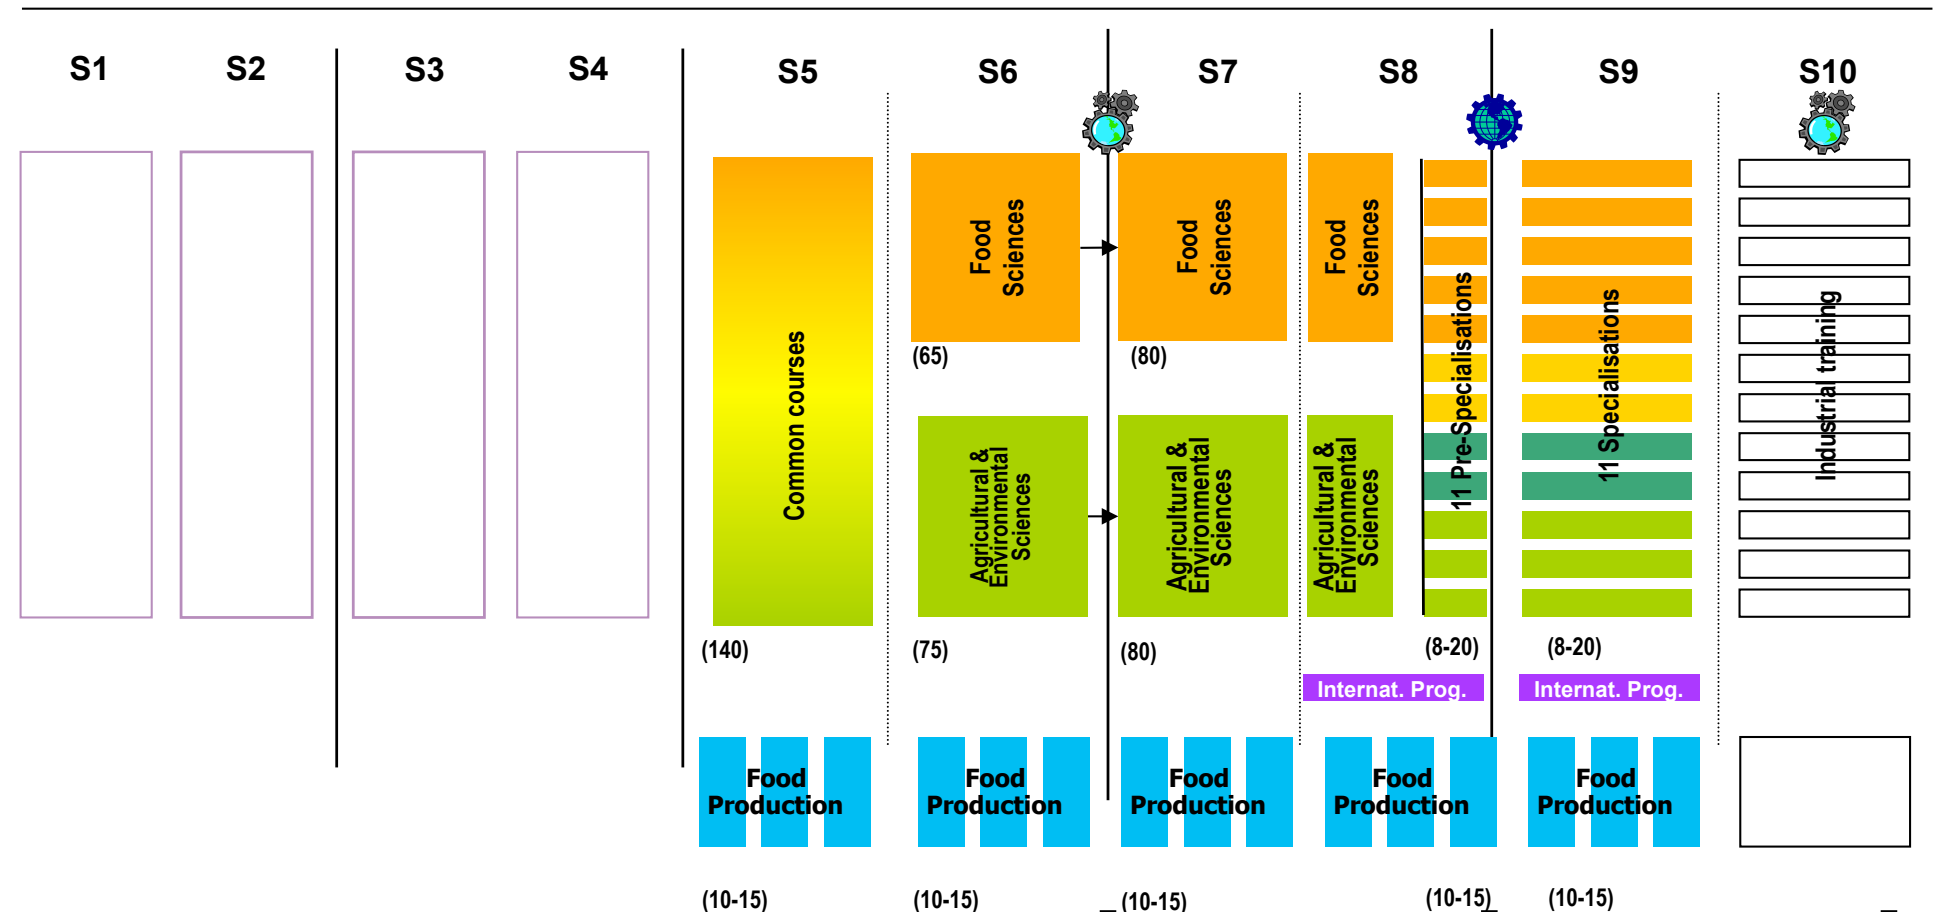 S1 S2 S3 S4 S5 S6 S7 S8 S9 S10
Common courses
Food
Sciences
(65)
Food
Sciences
(80)
Food
Sciences
11 Pre-Specialisations
11 Specialisations
Industrial training
Agricultural &
Environmental
Sciences
Agricultural &
Environmental
Sciences
Agricultural &
Environmental
Sciences
(140) (75) (80) (8-20) (8-20)
Internat. Prog. Internat. Prog.
Food
Production
Food
Production
Food
Production
Food
Production
Food
Production
(10-15) (10-15) (10-15) (10-15) (10-15)